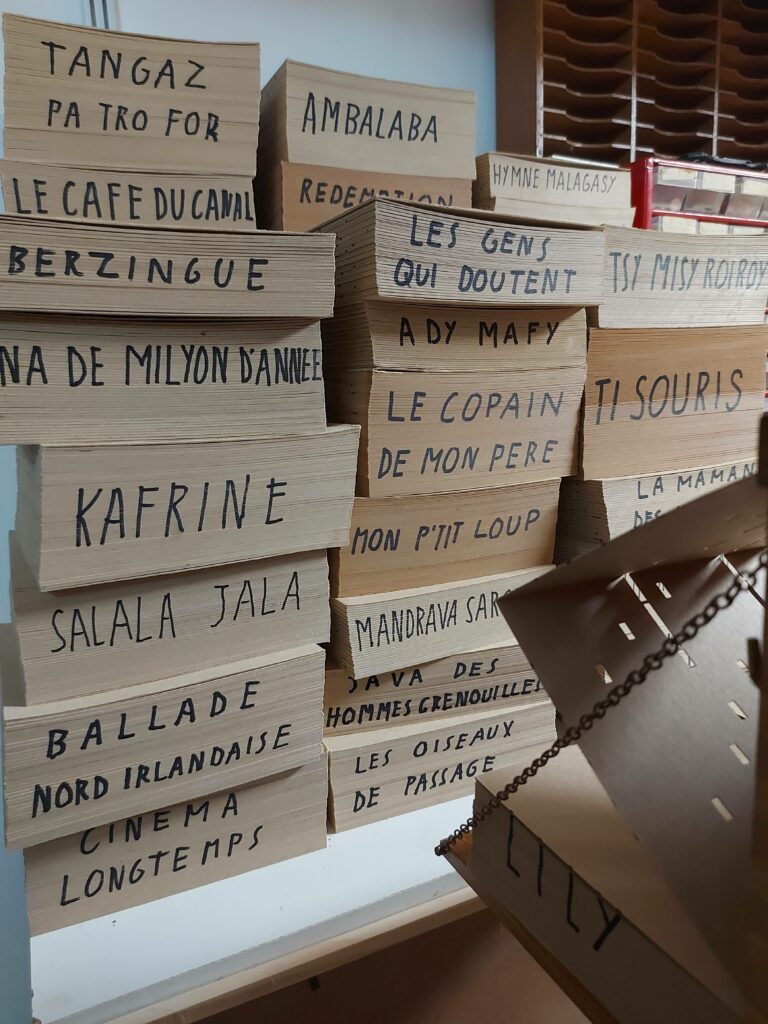 TANGAZ
PA TRO FOR
LE CAFE DU CANAL
BERZINGUE
NA DE MILYON D'ANNEE
KAFRINE
SALALA JALA
BALLADE
NORD IRLANDAISE
CINEMA
LONGTEMPS
AMBALABA
REDEMPTION
LES GENS
QUI DOUTENT
ADY MAFY
LE COPAIN
DE MON PERE
MON P'TIT LOUP
MANDRAVA
JAVA DES
HOMMES GRENOUILLES
LES OISEAUX
DE PASSAGE
HYMNE MALAGASY
TSY MISY ROIROY
TI SOURIS
LA MAMAN
DES
LILY